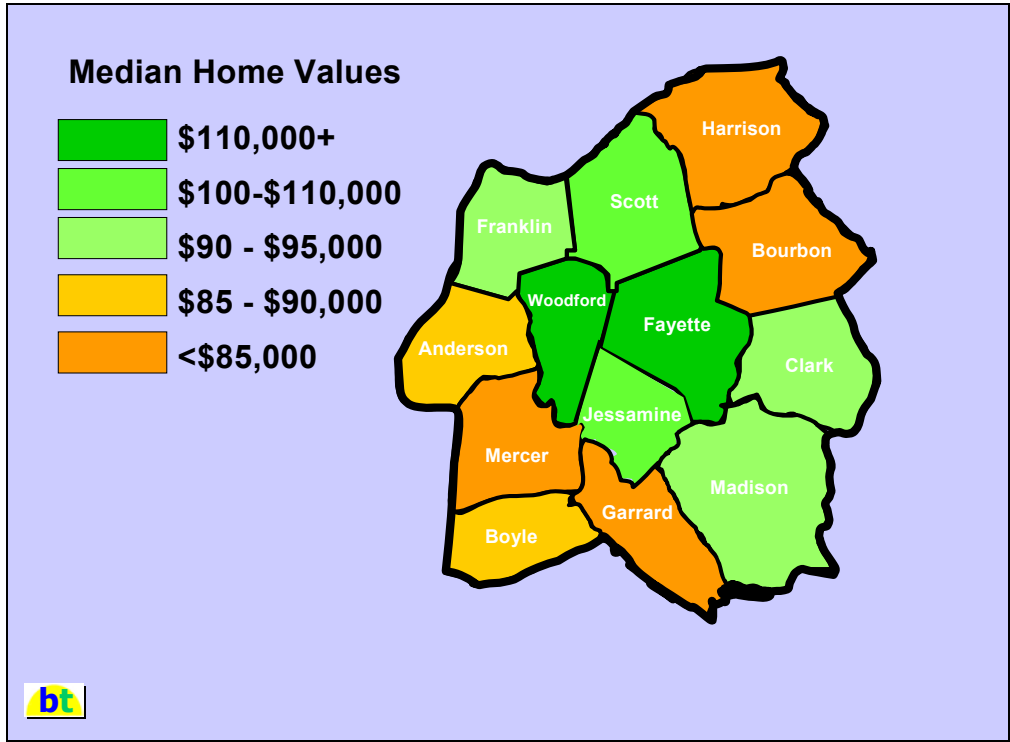 Median Home Values
$110,000+
$100-$110,000
$90 - $95,000
$85 - $90,000
<$85,000
Harrison
Scott
Franklin
Bourbon
Woodford
Fayette
Anderson
Clark
Jessamine
Mercer
Madison
Garrard
Boyle
bt